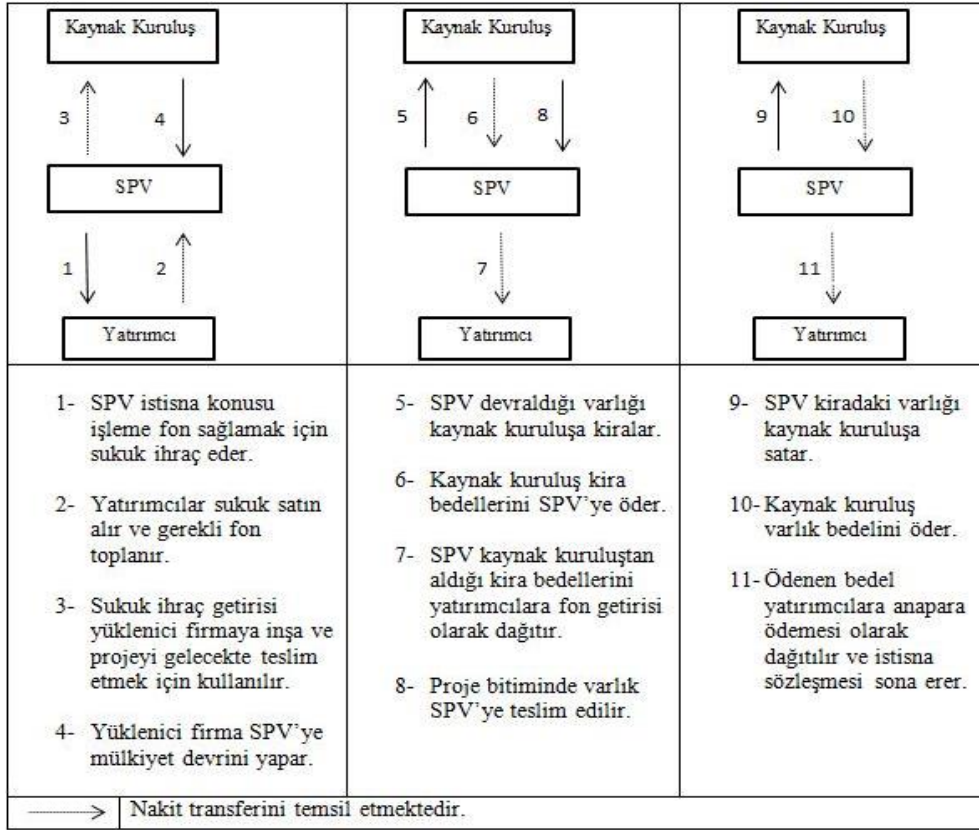 Kaynak Kuruluş
3
4
SPV
1
2
Yatırımcı
Kaynak Kuruluş
5
6
8
SPV
7
Yatırımcı
Kaynak Kuruluş
9
10
SPV
11
Yatırımcı
1- SPV istisna konusu
işleme fon sağlamak için
sukuk ihraç eder.
2- Yatırımcılar sukuk satın
alır ve gerekli fon
toplanır.
3- Sukuk ihraç getirisi
yüklenici firmaya inşa ve
projeyi gelecekte teslim
etmek için kullanılır.
4- Yüklenici firma SPV’ye
mülkiyet devrini yapar.
5- SPV devraldığı varlığı
kaynak kuruluşa kiralar.
6- Kaynak kuruluş kira
bedellerini SPV’ye öder.
7- SPV kaynak kuruluştan
aldığı kira bedellerini
yatırımcılara fon getirisi
olarak dağıtır.
8- Proje bitiminde varlık
SPV’ye teslim edilir.
9- SPV kiradaki varlığı
kaynak kuruluşa
satar.
10- Kaynak kuruluş
varlık bedelini öder.
11- Ödenen bedel
yatırımcılara anapara
ödemesi olarak
dağıtılır ve istisna
sözleşmesi sona erer.
Nakit transferini temsil etmektedir.